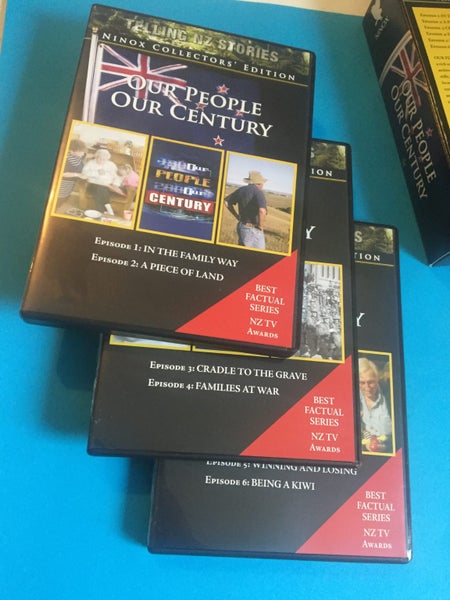 TELLING NZ STORIES
NINOX COLLECTORS' EDITION
OUR PEOPLE
OUR CENTURY
OUR
PEOPLE
CENTURY
EPISODE 1: IN THE FAMILY WAY
EPISODE 2: A PIECE OF LAND
BEST
FACTUAL
SERIES
NZ TV
AWARDS
S
ION
Y
EPISODE 3: CRADLE TO THE GRAVE
EPISODE 4: FAMILIES AT WAR
BEST
FACTUAL
SERIES
NZ TV
AWARDS
S
TION
Y
EPISODE 5: WINNING AND LOSING
EPISODE 6: BEING A KIWI
BEST
FACTUAL
SERIES
NZ TV
AWARDS
OUR PEOPLE
OUR CENTURY